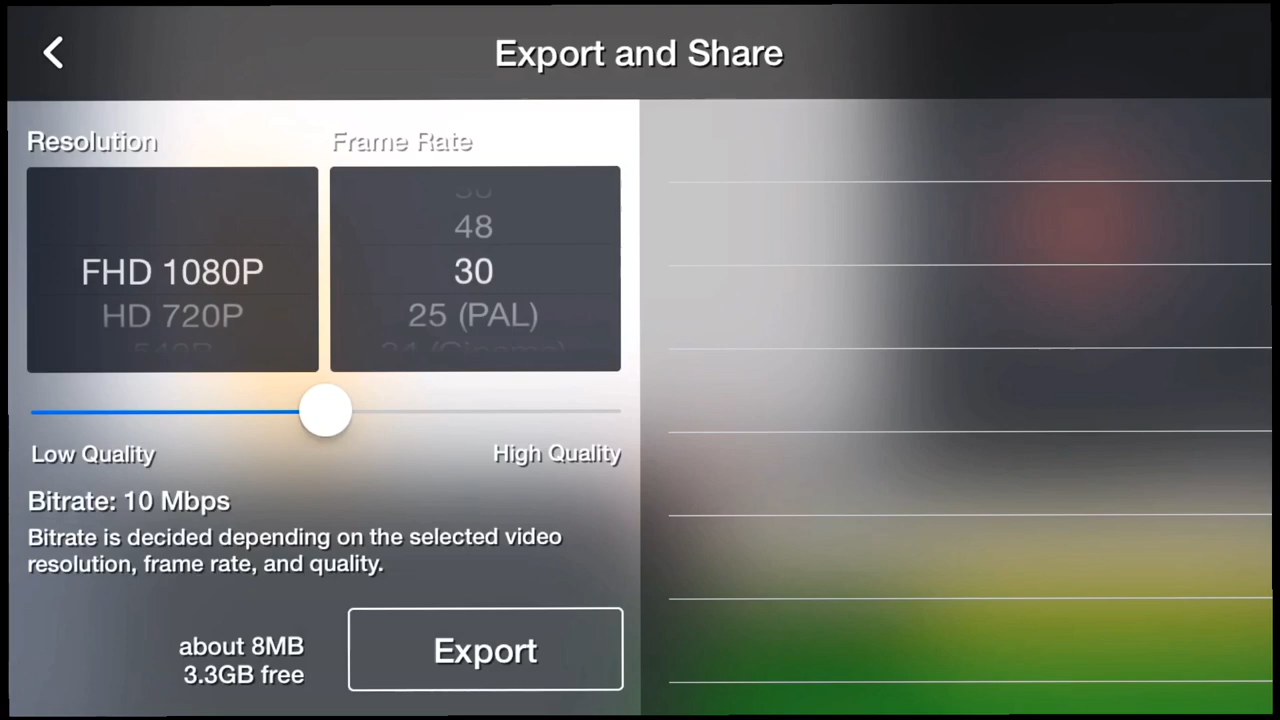 Export and Share
Resolution
Frame Rate
48
FHD 1080P
30
HD 720P
25 (PAL)
Low Quality
High Quality
Bitrate: 10 Mbps
Bitrate is decided depending on the selected video
resolution, frame rate, and quality.
about 8MB
3.3GB free
Export